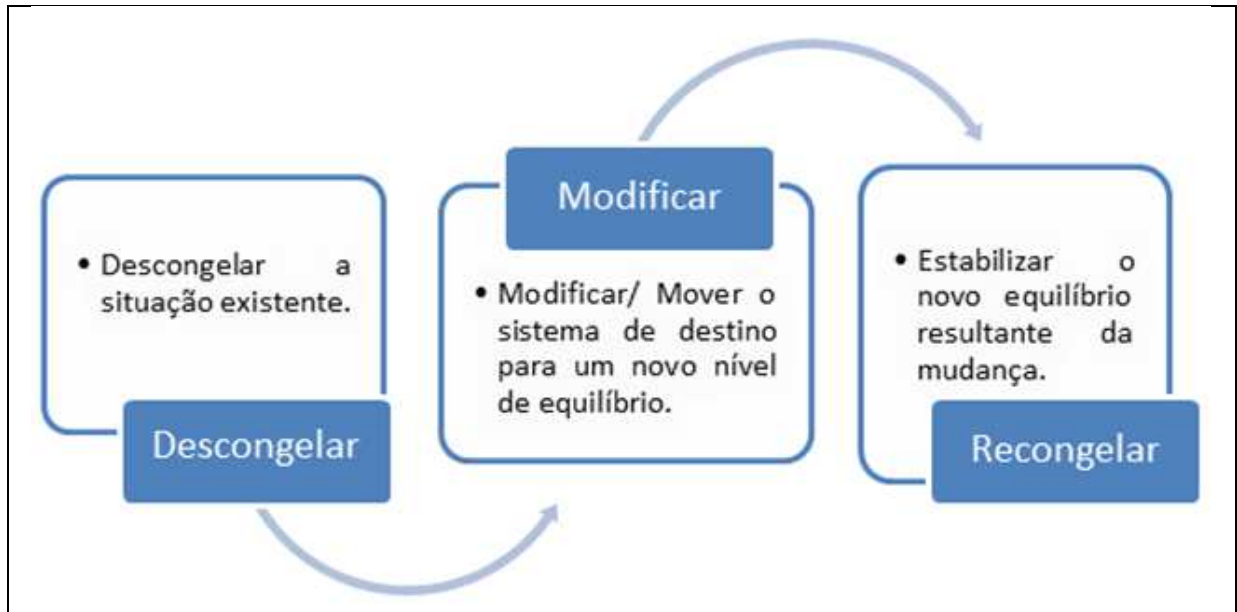 • Descongelar a
situação existente.
Descongelar
Modificar
• Modificar/ Mover o
sistema de destino
para um novo nível
de equilíbrio.
• Estabilizar o
novo equilíbrio
resultante da
mudança.
Recongelar